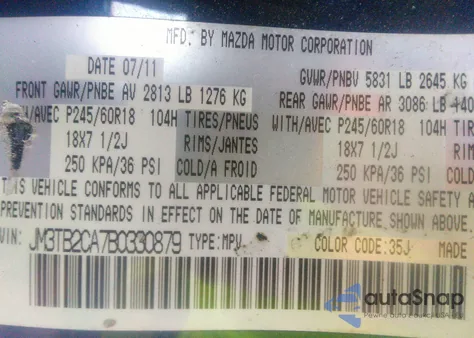 MFD. BY MAZDA MOTOR CORPORATION
DATE 07/11
GVWR/PNBV 5831 LB 2645 KG
FRONT GAWR/PNBE AV 2813 LB 1276 KG
REAR GAWR/PNBE AR 3086 LB
/AVEC P245/60R18 104H TIRES/PNEUS
WITH/AVEC P245/60R18 104H
18X7 1/2J RIMS/JANTES
18X7 1/2J
250 KPA/36 PSI COLD/A FROID
250 KPA/36 PSI
THIS VEHICLE CONFORMS TO ALL APPLICABLE FEDERAL MOTOR VEHICLE SAFETY A
PREVENTION STANDARDS IN EFFECT ON THE DATE OF MANUFACTURE SHOWN ABOVE.
VIN: JM3TB2CA7B0330879 TYPE:MPV COLOR CODE:35J MADE
autoSnap